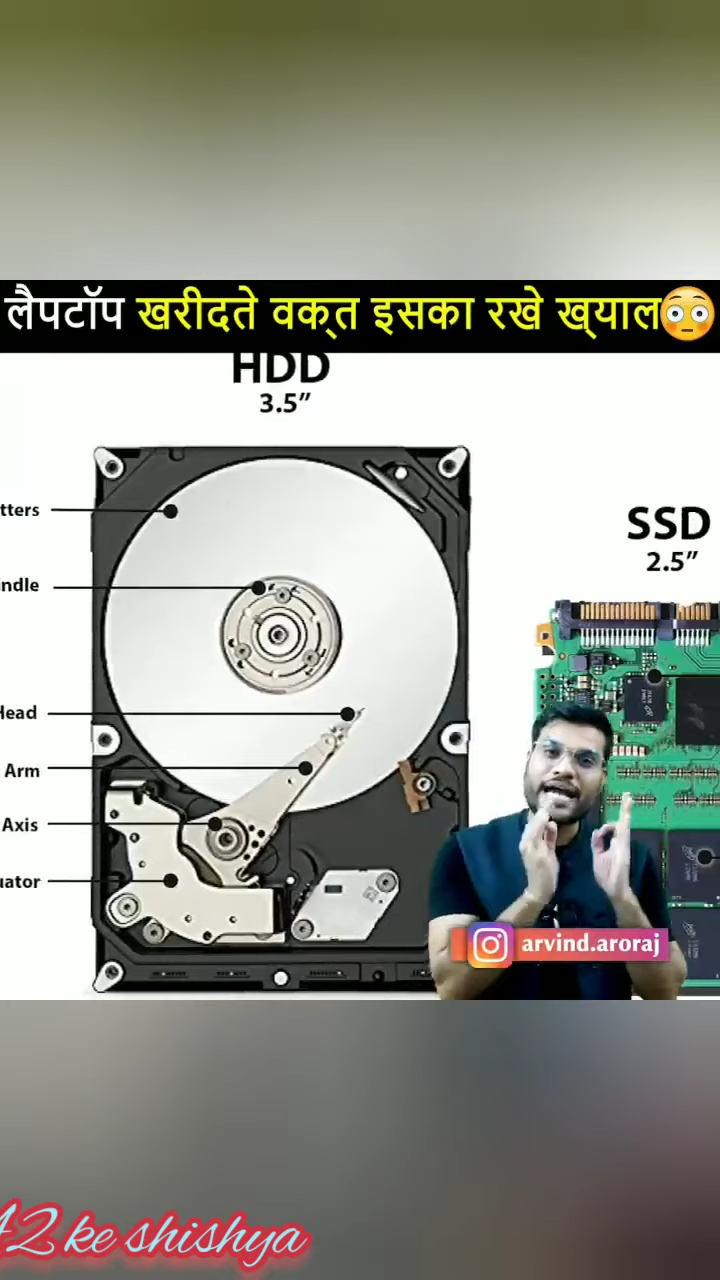 लैपटॉप खरीदते वक्त इसका रखे ख्याल😳
HDD
3.5”
tters
indle
Head
Arm
Axis
uator
SSD
2.5”
arvind.aroraj
A2 ke shishya